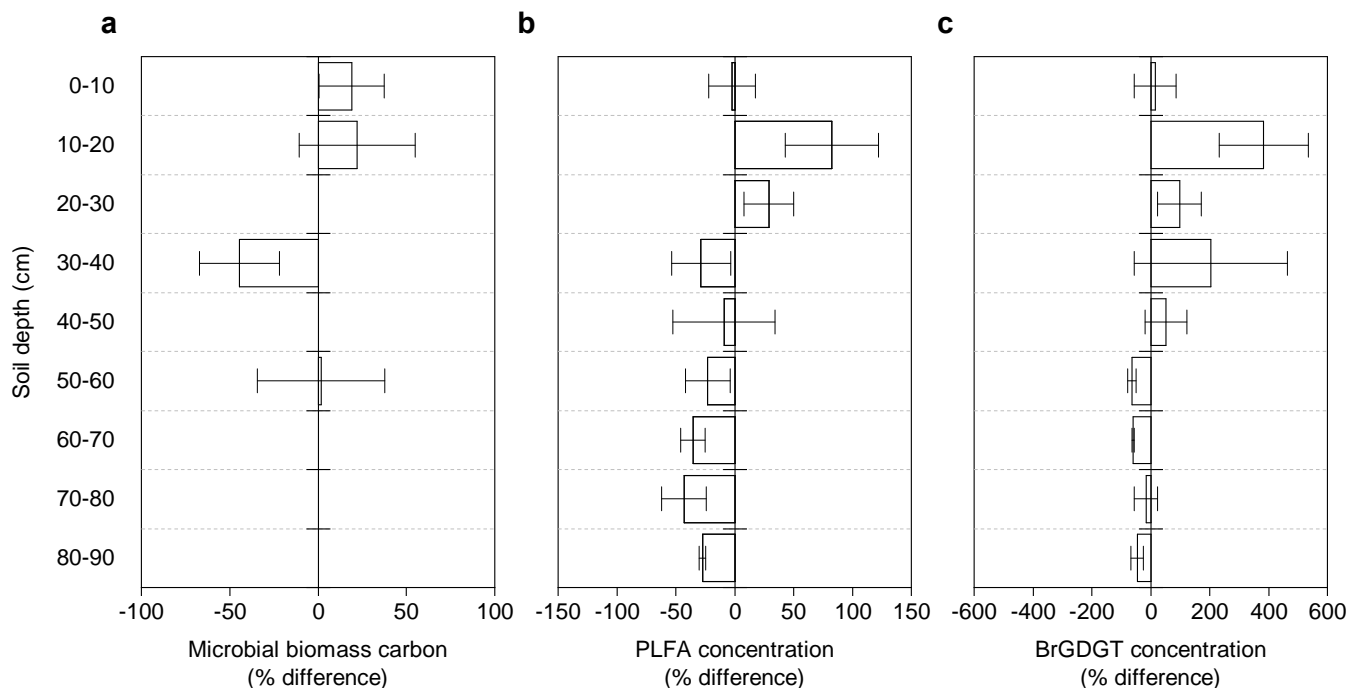 a
b
c
Soil depth (cm)
0-10
10-20
20-30
30-40
40-50
50-60
60-70
70-80
80-90
-100 -50 0 50 100
-150 -100 -50 0 50 100 150
-600 -400 -200 0 200 400 600
Microbial biomass carbon
(% difference)
PLFA concentration
(% difference)
BrGDGT concentration
(% difference)